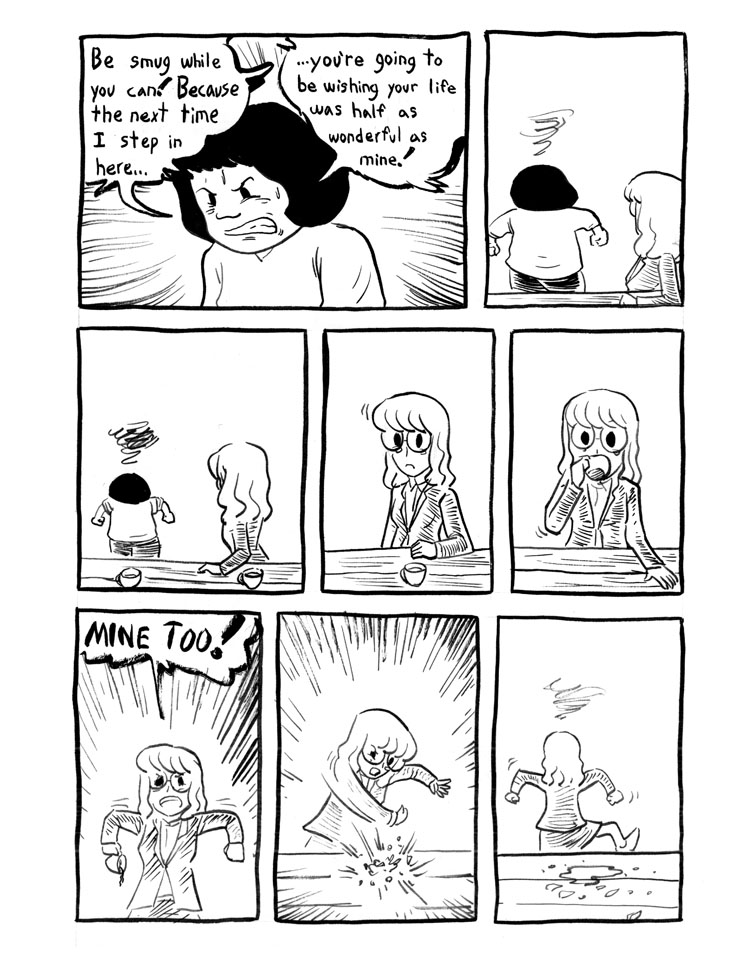 Be smug while
you can! Because
the next time
I step in
here...
...you're going to
be wishing your life
was half as
wonderful as
mine!
MINE TOO!